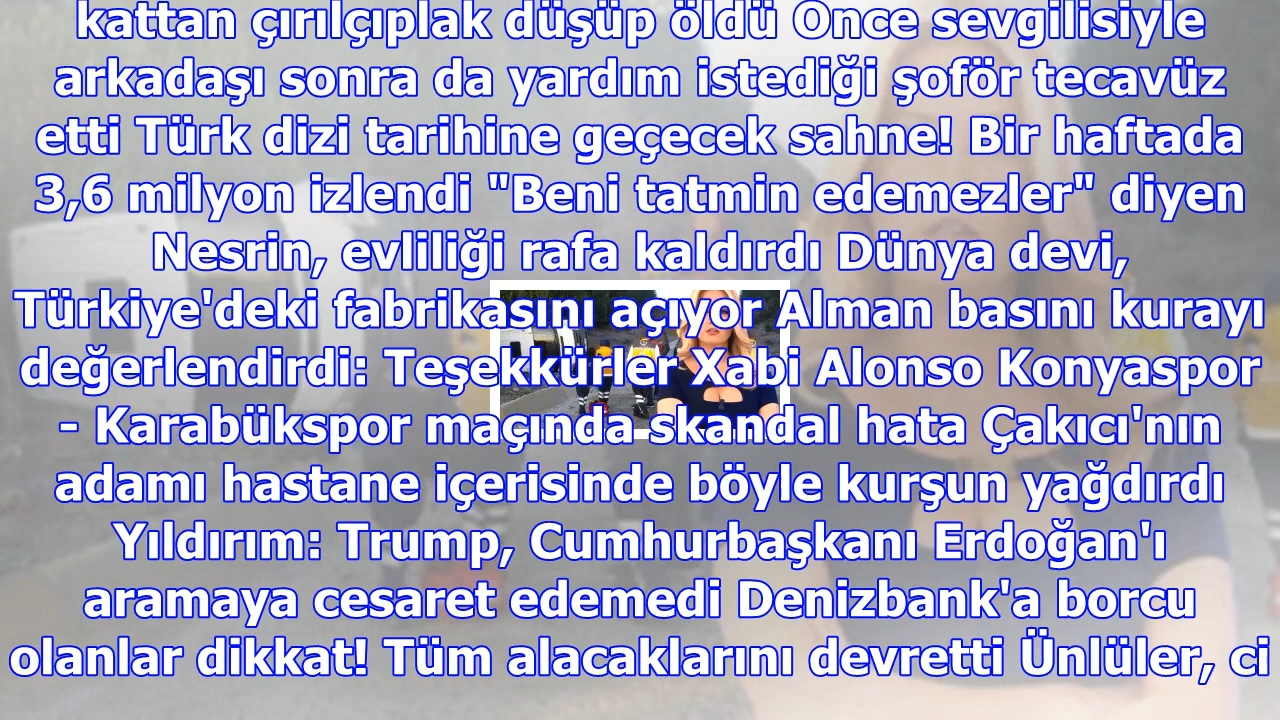 kattan çırılçıplak düşüp öldü Önce sevgilisiyle
arkadaşı sonra da yardım istediği şoför tecavüz
etti Türk dizi tarihine geçecek sahne! Bir haftada
3,6 milyon izlendi "Beni tatmin edemezler" diyen
Nesrin, evliliği rafa kaldırdı Dünya devi,
Türkiye'deki fabrikasını açıyor Alman basını kurayı
değerlendirdi: Teşekkürler Xabi Alonso Konyaspor
- Karabükspor maçında skandal hata Çakıcı'nın
adamı hastane içerisinde böyle kurşun yağdırdı
Yıldırım: Trump, Cumhurbaşkanı Erdoğan'ı
aramaya cesaret edemedi Denizbank'a borcu
olanlar dikkat! Tüm alacaklarını devretti Ünlüler, ci